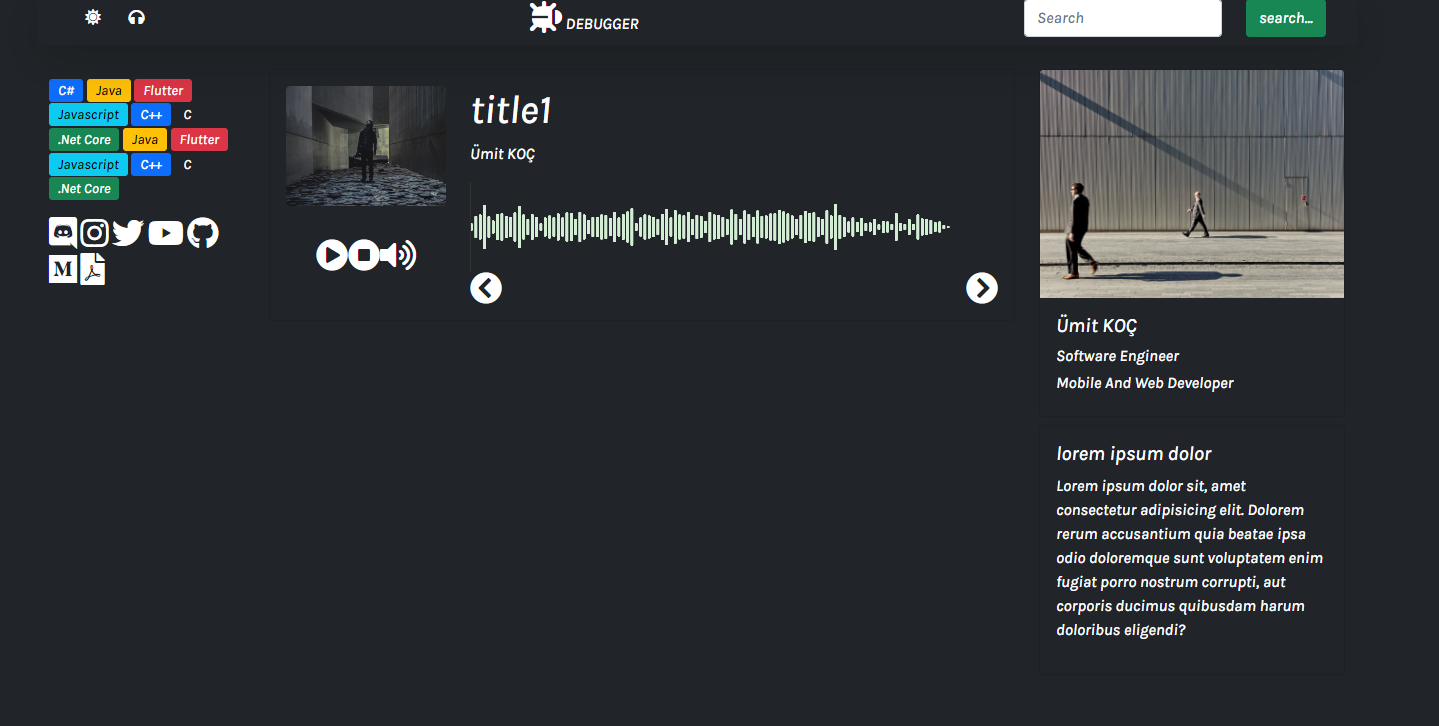 DEBUGGER
Search
search...
C# Java Flutter
Javascript C++ C
.Net Core Java Flutter
Javascript C++ C
.Net Core
M
title1
Ümit KOÇ
Ümit KOÇ
Software Engineer
Mobile And Web Developer
lorem ipsum dolor
Lorem ipsum dolor sit, amet
consectetur adipisicing elit. Dolorem
rerum accusantium quia beatae ipsa
odio doloremque sunt voluptatem enim
fugiat porro nostrum corrupti, aut
corporis ducimus quibusdam harum
doloribus eligendi?